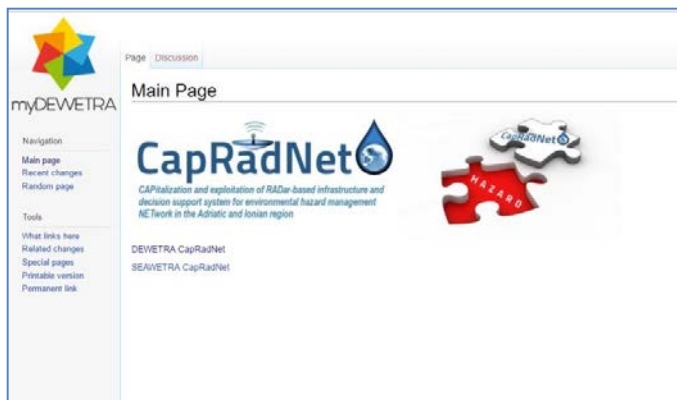 myDEWETRA
Page Discussion
Main Page
Navigation
Main page
Recent changes
Random page
Tools
What links here
Related changes
Special pages
Printable version
Permanent link
CapRadNet
CAPitalization and exploitation of RADar-based infrastructure and
decision support system for environmental hazard management
NETwork in the Adriatic and Ionian region
CapRadNet
HAZARD
DEWETRA CapRadNet
SEAWETRA CapRadNet